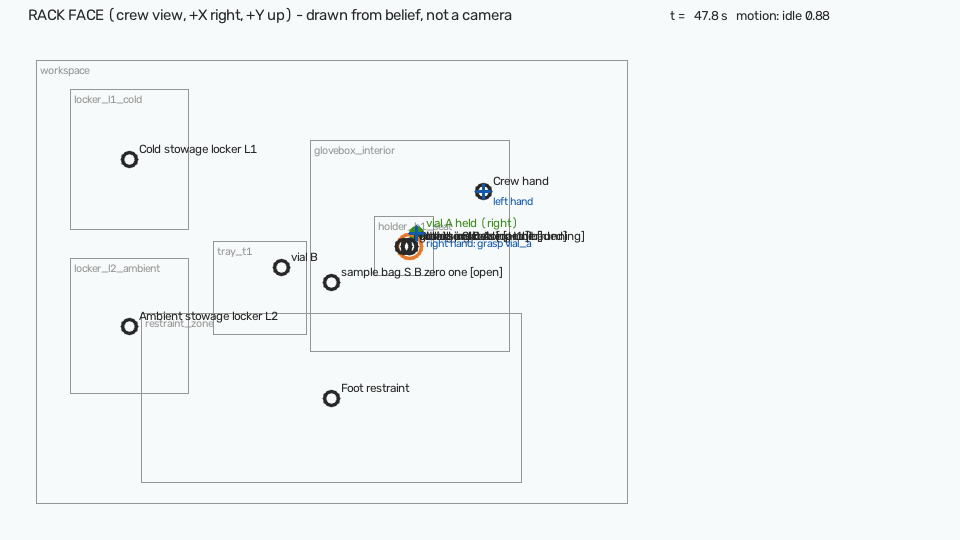 RACK FACE (crew view, +X right, +Y up) - drawn from belief, not a camera
t = 47.8 s motion: idle 0.88
workspace
locker_l1_cold
Cold stowage locker L1
glovebox_interior
Crew hand
left hand
vial A held (right)
right hand: grasp vial_a
tray_t1
vial B
sample bag S B zero one [open]
locker_l2_ambient
Ambient stowage locker L2
restraint_zone
Foot restraint